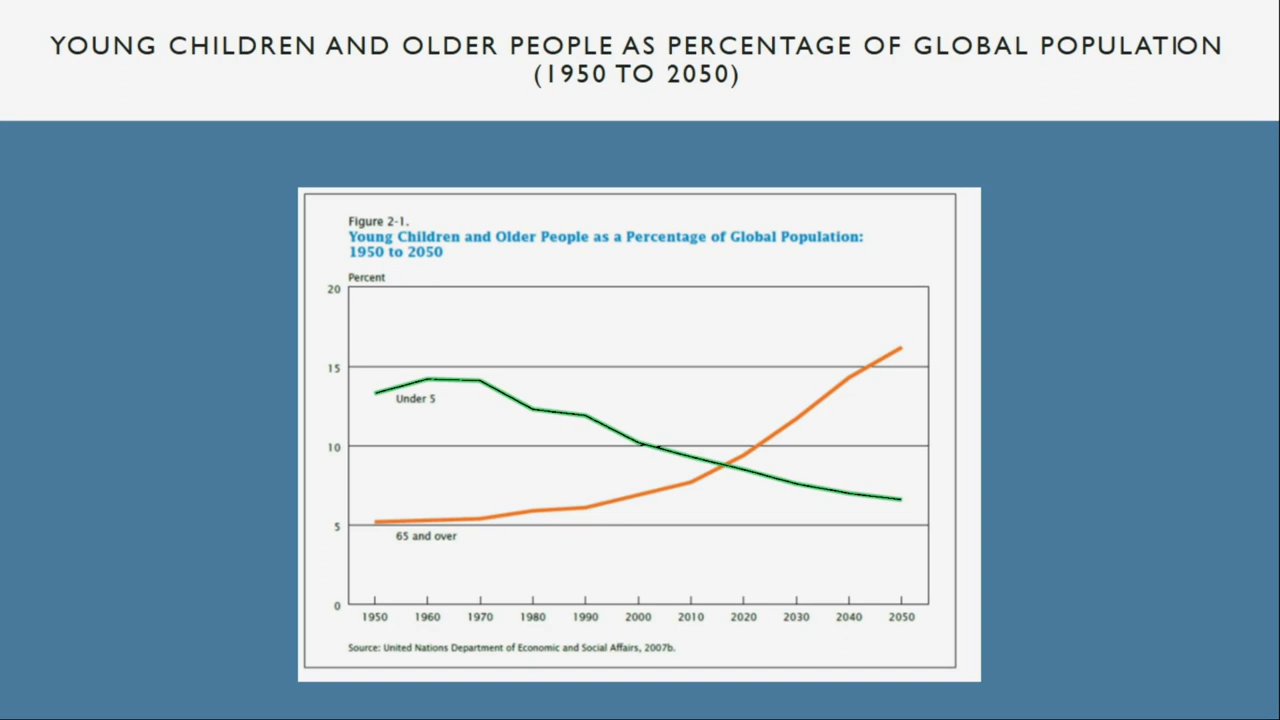 YOUNG CHILDREN AND OLDER PEOPLE AS PERCENTAGE OF GLOBAL POPULATION
(1950 TO 2050)
Figure 2-1.
Young Children and Older People as a Percentage of Global Population:
1950 to 2050
Percent
20
15
Under 5
10
5
65 and over
0
1950 1960 1970 1980 1990 2000 2010 2020 2030 2040 2050
Source: United Nations Department of Economic and Social Affairs, 2007b.